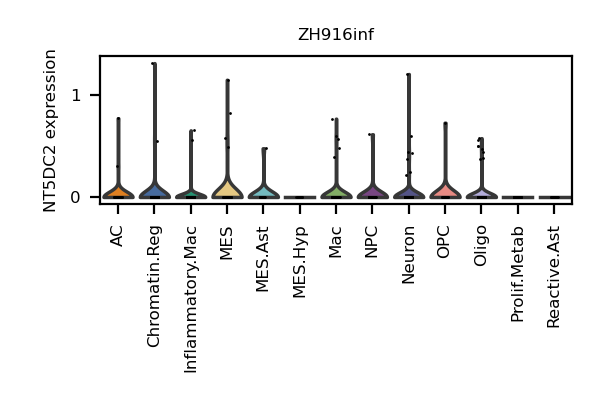 ZH916inf
NT5DC2 expression
1
0
AC
Chromatin.Reg
Inflammatory.Mac
MES
MES.Ast
MES.Hyp
Mac
NPC
Neuron
OPC
Oligo
Prolif.Metab
Reactive.Ast